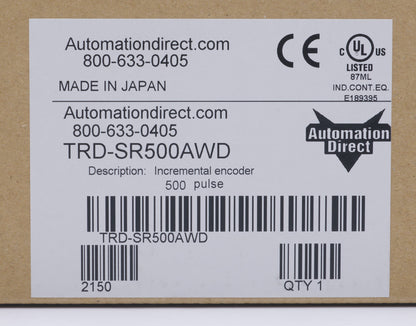 Automationdirect.com
800-633-0405
MADE IN JAPAN
CE
C UL US
LISTED
87ML
IND.CONT.EQ.
E189395
Automationdirect.com
800-633-0405
TRD-SR500AWD
Description: Incremental encoder
500 pulse
Automation
Direct
TRD-SR500AWD
2150
QTY 1